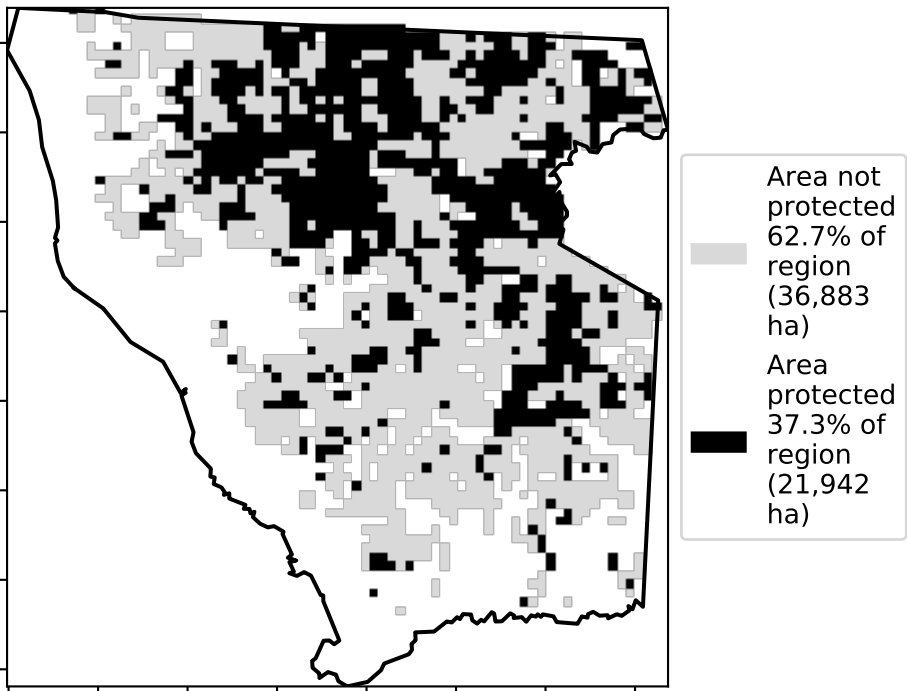 Area not
protected
62.7% of
region
(36,883
ha)
Area
protected
37.3% of
region
(21,942
ha)